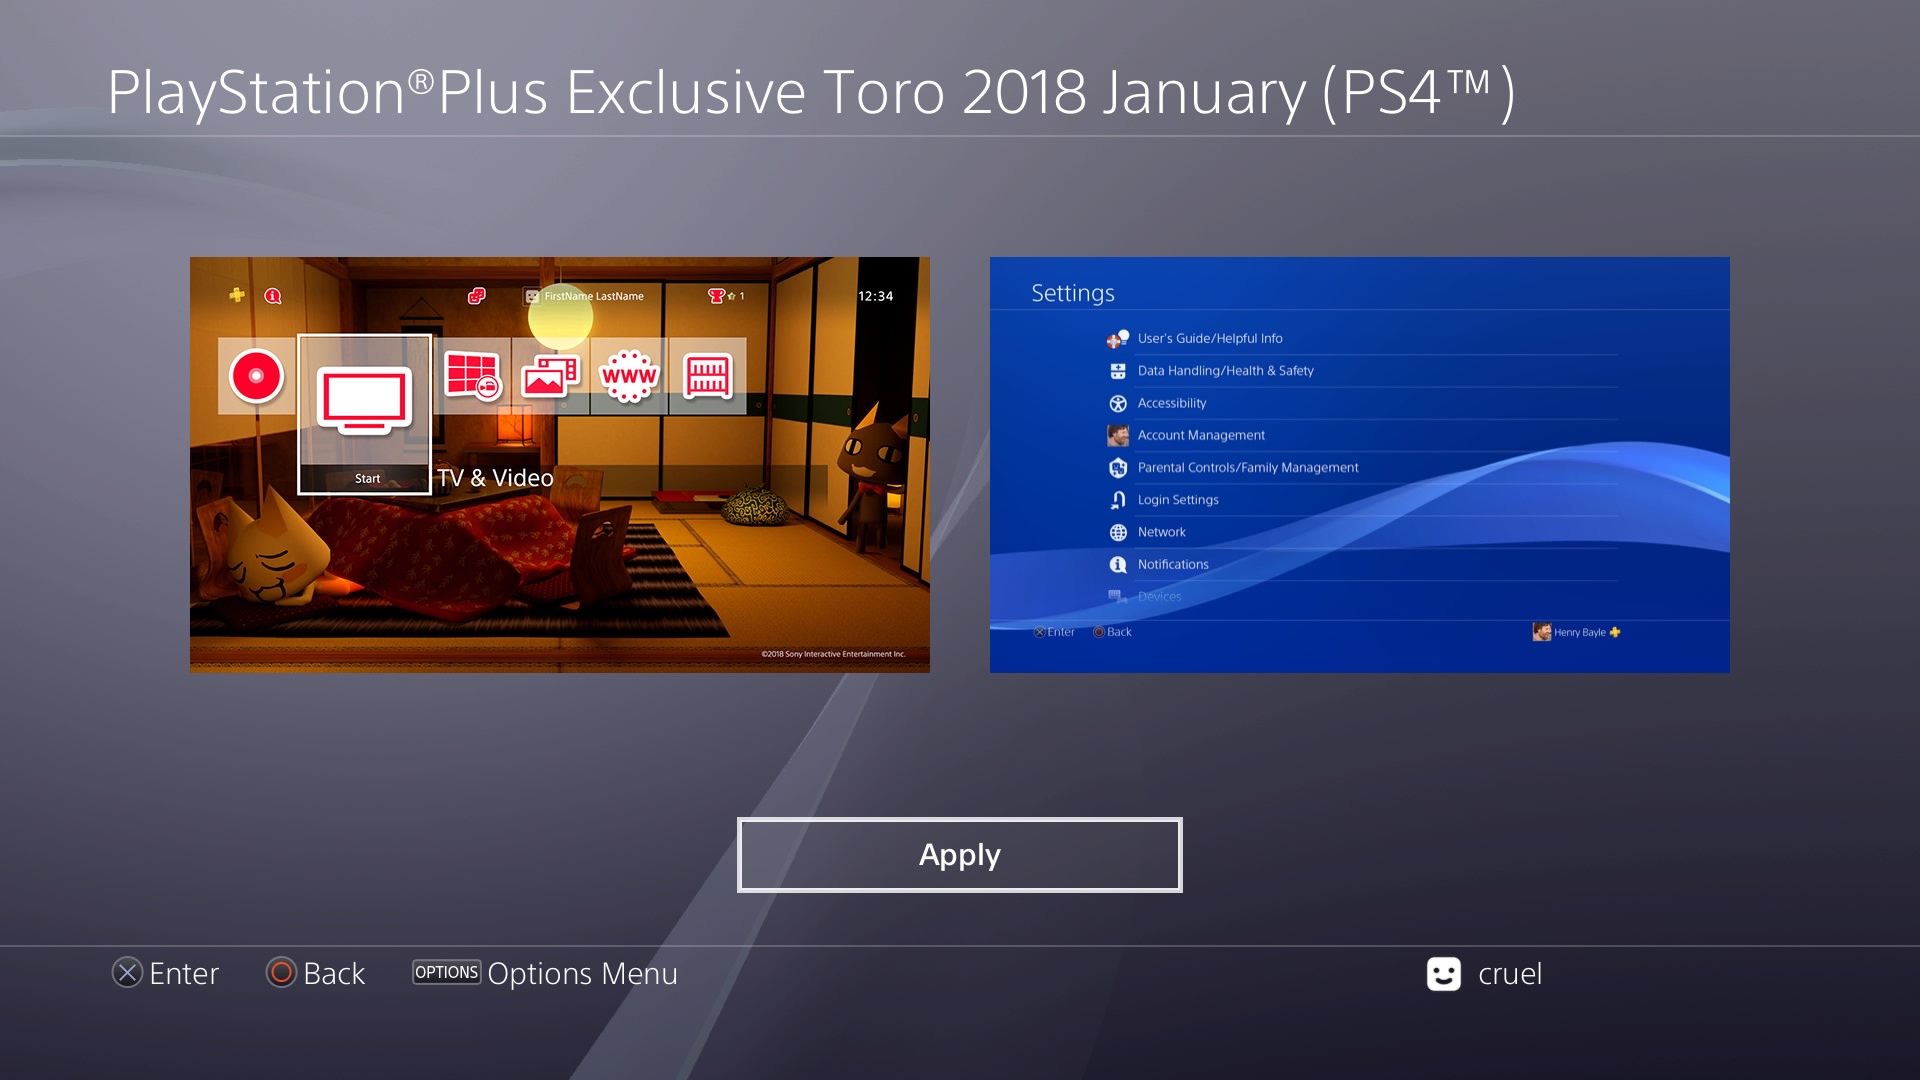 PlayStation®Plus Exclusive Toro 2018 January (PS4™)
FirstName LastName
1
12:34
WWW
Start
TV & Video
©2018 Sony Interactive Entertainment Inc.
Settings
User's Guide/Helpful Info
Data Handling/Health & Safety
Accessibility
Account Management
Parental Controls/Family Management
Login Settings
Network
Notifications
Devices
Enter
Back
Henry Bayle
Apply
Enter
Back
OPTIONS Options Menu
cruel